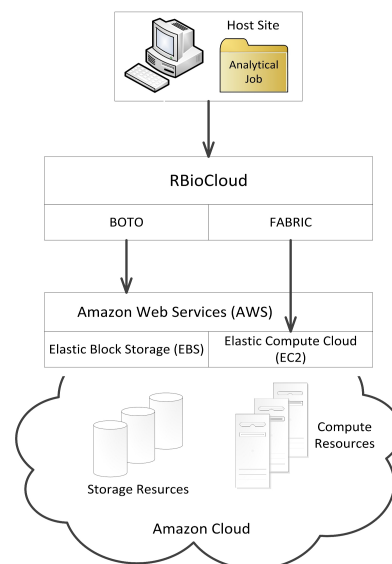 Host Site
Analytical
Job
RBioCloud
BOTO
FABRIC
Amazon Web Services (AWS)
Elastic Block Storage (EBS)
Elastic Compute Cloud
(EC2)
Compute
Resources
Storage Resurces
Amazon Cloud